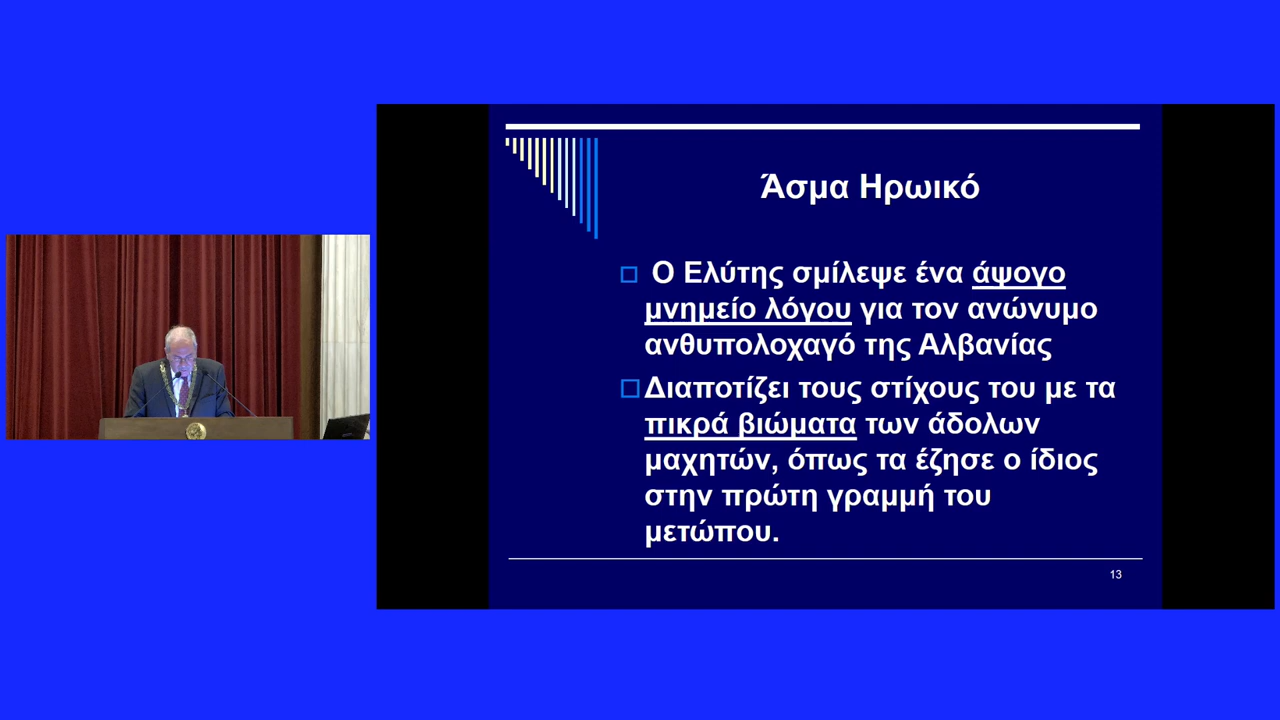 Άσμα Ηρωικό
Ο Ελύτης σμίλεψε ένα άψογο
μνημείο λόγου για τον ανώνυμο
ανθυπολοχαγό της Αλβανίας
Διαποτίζει τους στίχους του με τα
πικρά βιώματα των άδολων
μαχητών, όπως τα έζησε ο ίδιος
στην πρώτη γραμμή του
μετώπου.
13